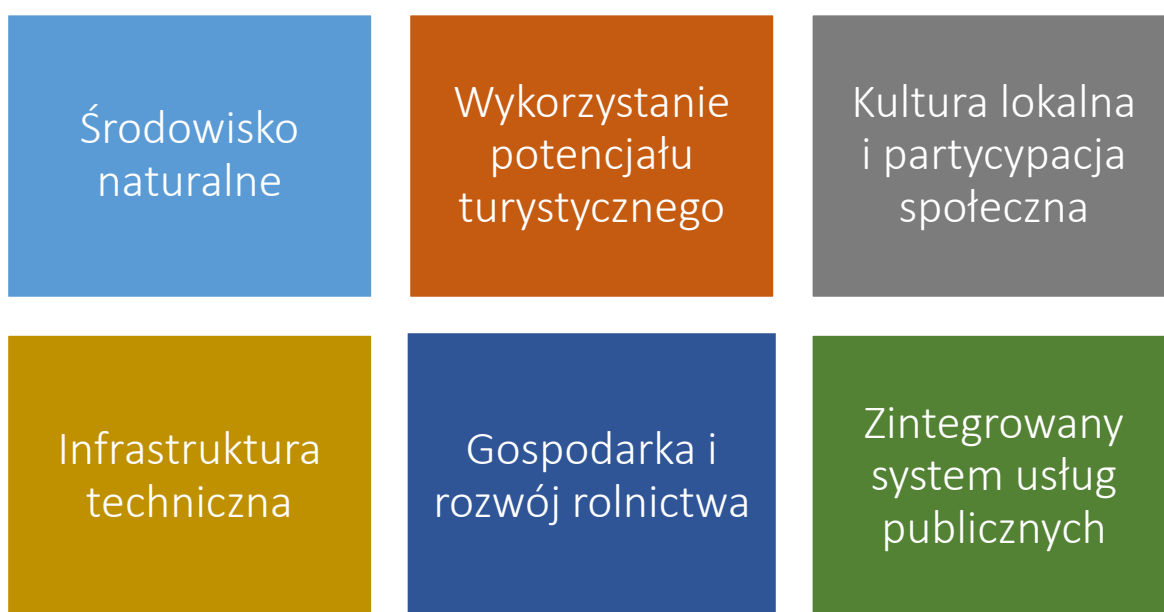 Środowisko
naturalne
Wykorzystanie
potencjału
turystycznego
Kultura lokalna
i partycypacja
społeczna
Infrastruktura
techniczna
Gospodarka i
rozwój rolnictwa
Zintegrowany
system usług
publicznych